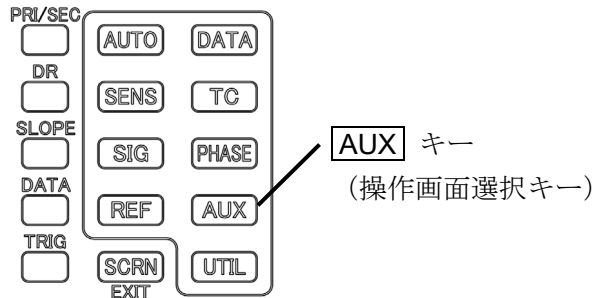 PRI/SEC
AUTO DATA
DR
SENS TC
SLOPE
SIG PHASE
AUX キー
(操作画面選択キー)
DATA
REF AUX
TRIG
SCRN UTIL
EXIT